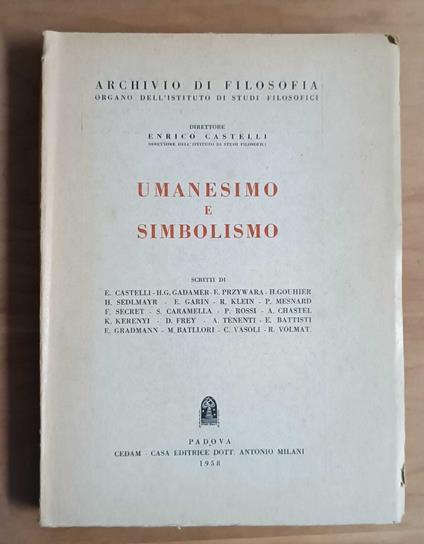 ARCHIVIO DI FILOSOFIA
ORGANO DELL'ISTITUTO DI STUDI FILOSOFICI
DIRETTORE
ENRICO CASTELLI
DIRETTORE DELL'ISTITUTO DI STUDI FILOSOFICI
UMANESIMO
E
SIMBOLISMO
SCRITTI DI
E. CASTELLI - H.G. GADAMER - E. PRZYWARA - H. GOUHIER
H. SEDLMAYR - E. GARIN - R. KLEIN - P. MESNARD
F. SECRET - S. CARAMELLA - P. ROSSI - A. CHASTEL
K. KERENYI - D. FREY - A. TENENTI - E. BATTISTI
E. GRADMANN - M. BATLLORI - C. VASOLI - R. VOLMAT.
PADOVA
CEDAM - CASA EDITRICE DOTT. ANTONIO MILANI
1958